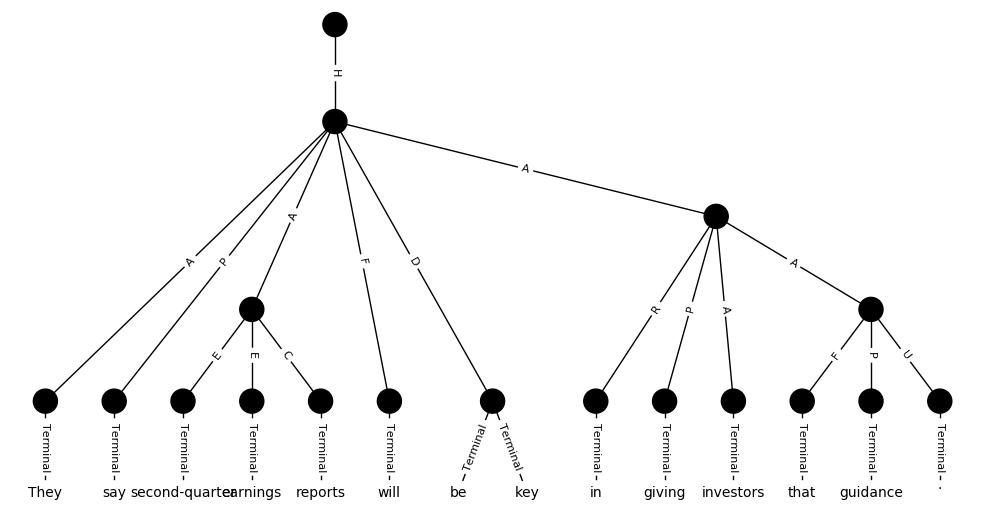 H
A
A
A P F D A
R P A
E E C F P U
Terminal Terminal Terminal Terminal Terminal Terminal Terminal Terminal Terminal Terminal Terminal Terminal Terminal Terminal
They say second-quarter earnings reports will be key in giving investors that guidance .